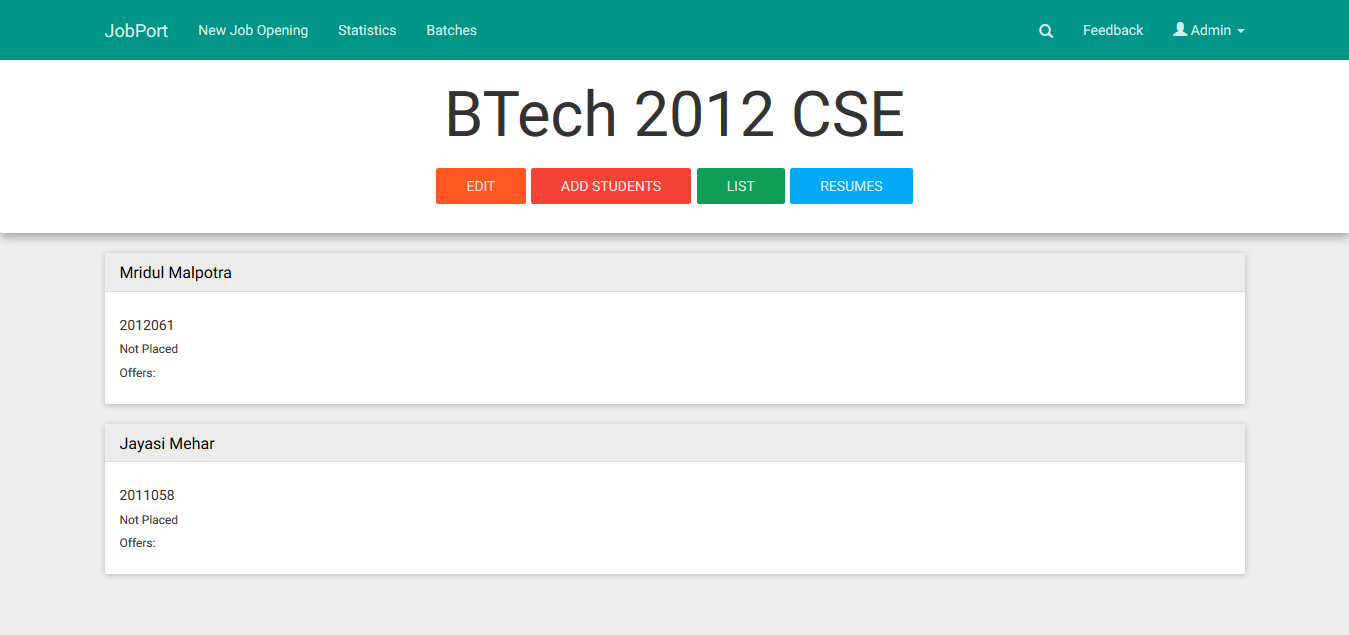 JobPort New Job Opening Statistics Batches Feedback Admin
BTech 2012 CSE
EDIT ADD STUDENTS LIST RESUMES
Mridul Malpotra
2012061
Not Placed
Offers:
Jayasi Mehar
2011058
Not Placed
Offers: